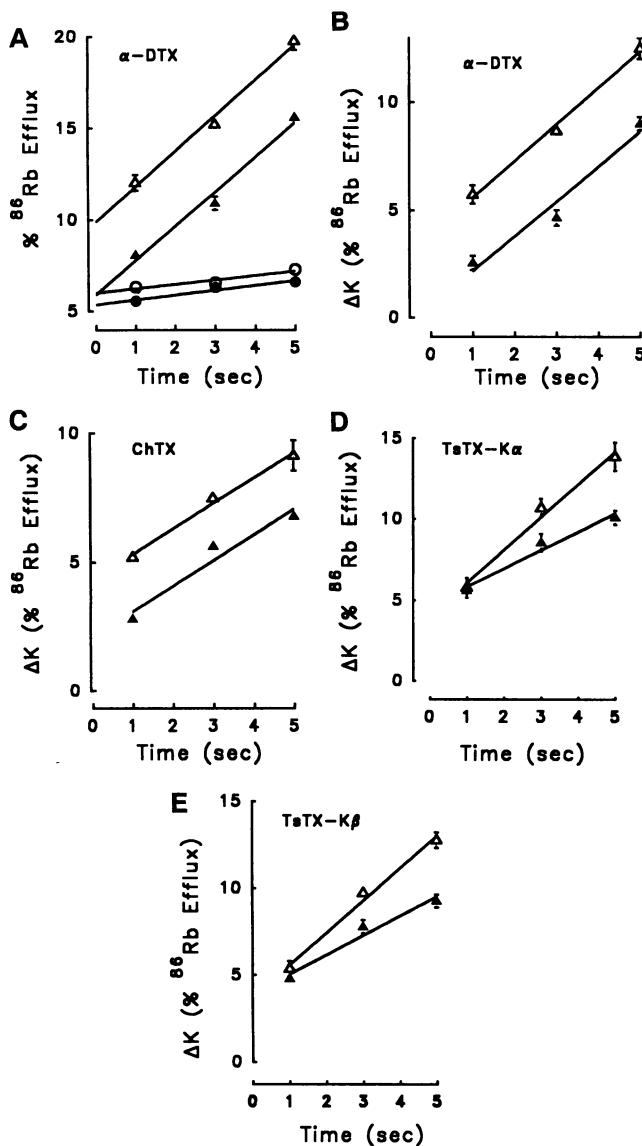 A
α-DTX
% ⁸⁶Rb Efflux
20
15
10
5
0 1 2 3 4 5
Time (sec)
B
α-DTX
ΔK (% ⁸⁶Rb Efflux)
10
5
0
0 1 2 3 4 5
Time (sec)
C
ChTX
ΔK (% ⁸⁶Rb Efflux)
10
5
0
0 1 2 3 4 5
Time (sec)
D
TsTX-Kα
ΔK (% ⁸⁶Rb Efflux)
15
10
5
0
0 1 2 3 4 5
Time (sec)
E
TsTX-Kβ
ΔK (% ⁸⁶Rb Efflux)
15
10
5
0
0 1 2 3 4 5
Time (sec)